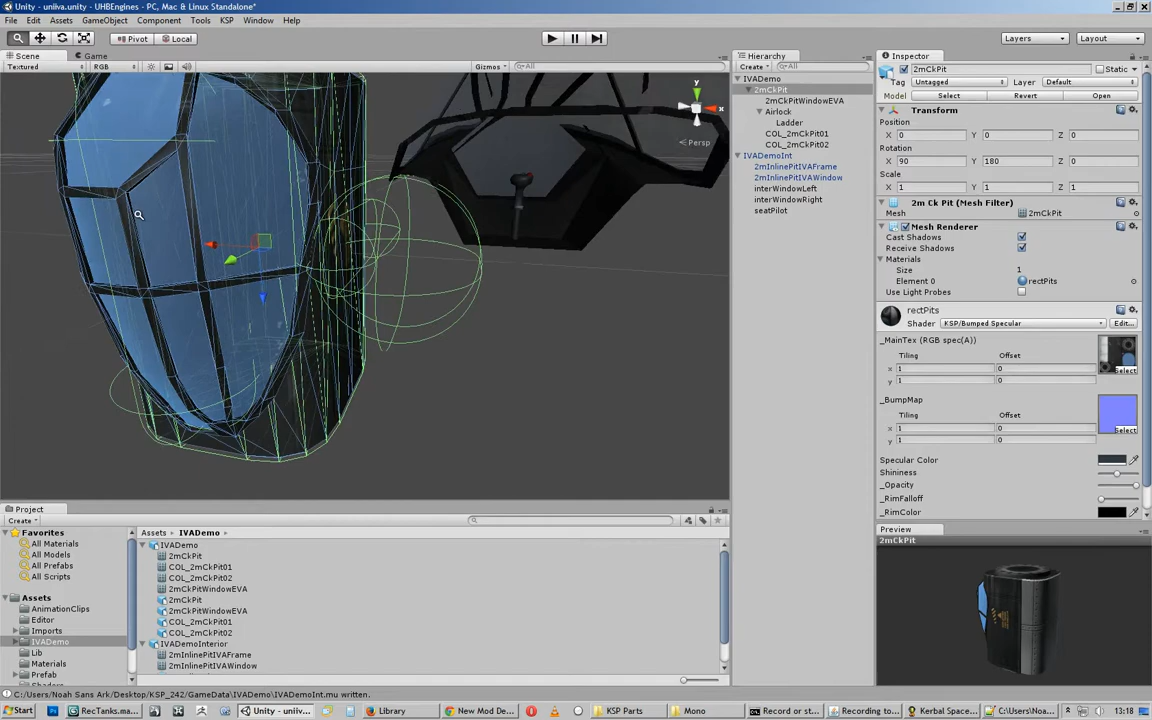 Unity - uniiva.unity - UHBEngines - PC, Mac & Linux Standalone*
File Edit Assets GameObject Component Tools KSP Window Help
Pivot Local Layers Layout
Scene Game
Textured RGB Gizmos All
y
x
Persp
Hierarchy
Create All
IVADemo
2mCkPit
2mCkPitWindowEVA
Airlock
Ladder
COL_2mCkPit01
COL_2mCkPit02
IVADemoInt
2mInlinePitIVAFrame
2mInlinePitIVAWindow
interWindowLeft
interWindowRight
seatPilot
Inspector
2mCkPit Static
Tag Untagged Layer Default
Model Select Revert Open
Transform
Position
X 0 Y 0 Z 0
Rotation
X 90 Y 180 Z 0
Scale
X 1 Y 1 Z 1
2m Ck Pit (Mesh Filter)
Mesh 2mCkPit
Mesh Renderer
Cast Shadows
Receive Shadows
Materials
Size 1
Element 0 rectPits
Use Light Probes
rectPits
Shader KSP/Bumped Specular Edit...
_MainTex (RGB spec(A))
Tiling Offset
x 1 0
y 1 0
Select
_BumpMap
Tiling Offset
x 1 0
y 1 0
Select
Specular Color
Shininess
_Opacity
_RimFalloff
_RimColor
Preview
2mCkPit
Project
Create
Favorites
All Materials
All Models
All Prefabs
All Scripts
Assets
AnimationClips
Editor
Imports
IVADemo
Lib
Materials
Prefab
Assets IVADemo
IVADemo
2mCkPit
COL_2mCkPit01
COL_2mCkPit02
2mCkPitWindowEVA
2mCkPit
2mCkPitWindowEVA
COL_2mCkPit01
COL_2mCkPit02
IVADemoInterior
2mInlinePitIVAFrame
2mInlinePitIVAWindow
C:/Users/Noah Sans Ark/Desktop/KSP_242/GameData/IVADemo/IVADemoInt.mu written.
Start RecTanks.ma... Unity - uniiv... Library New Mod De... KSP Parts Mono Record or st... Recording to... Kerbal Space... C:/Users/Noa... 13:18